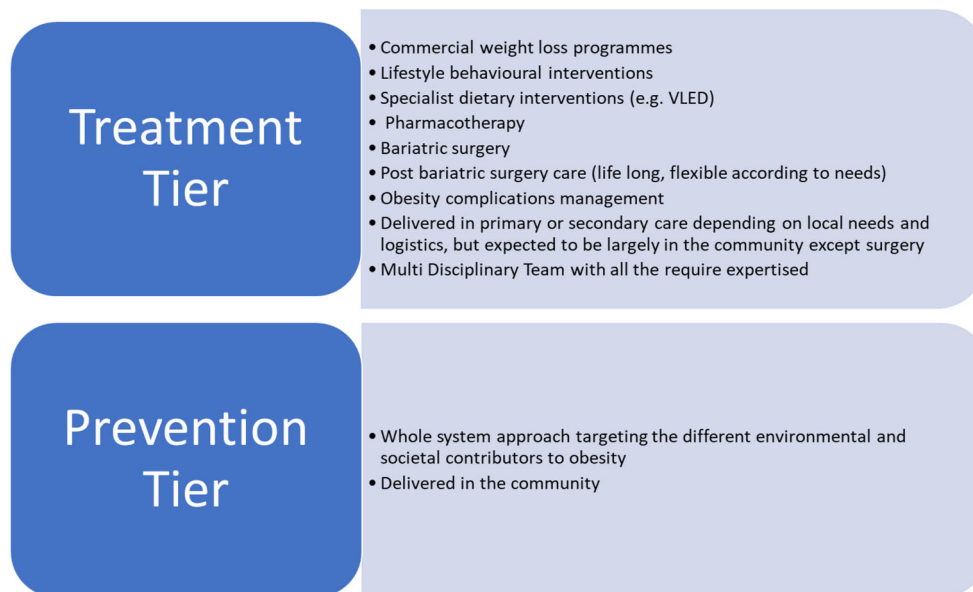 Treatment
Tier
• Commercial weight loss programmes
• Lifestyle behavioural interventions
• Specialist dietary interventions (e.g. VLED)
• Pharmacotherapy
• Bariatric surgery
• Post bariatric surgery care (life long, flexible according to needs)
• Obesity complications management
• Delivered in primary or secondary care depending on local needs and
logistics, but expected to be largely in the community except surgery
• Multi Disciplinary Team with all the require expertised
Prevention
Tier
• Whole system approach targeting the different environmental and
societal contributors to obesity
• Delivered in the community